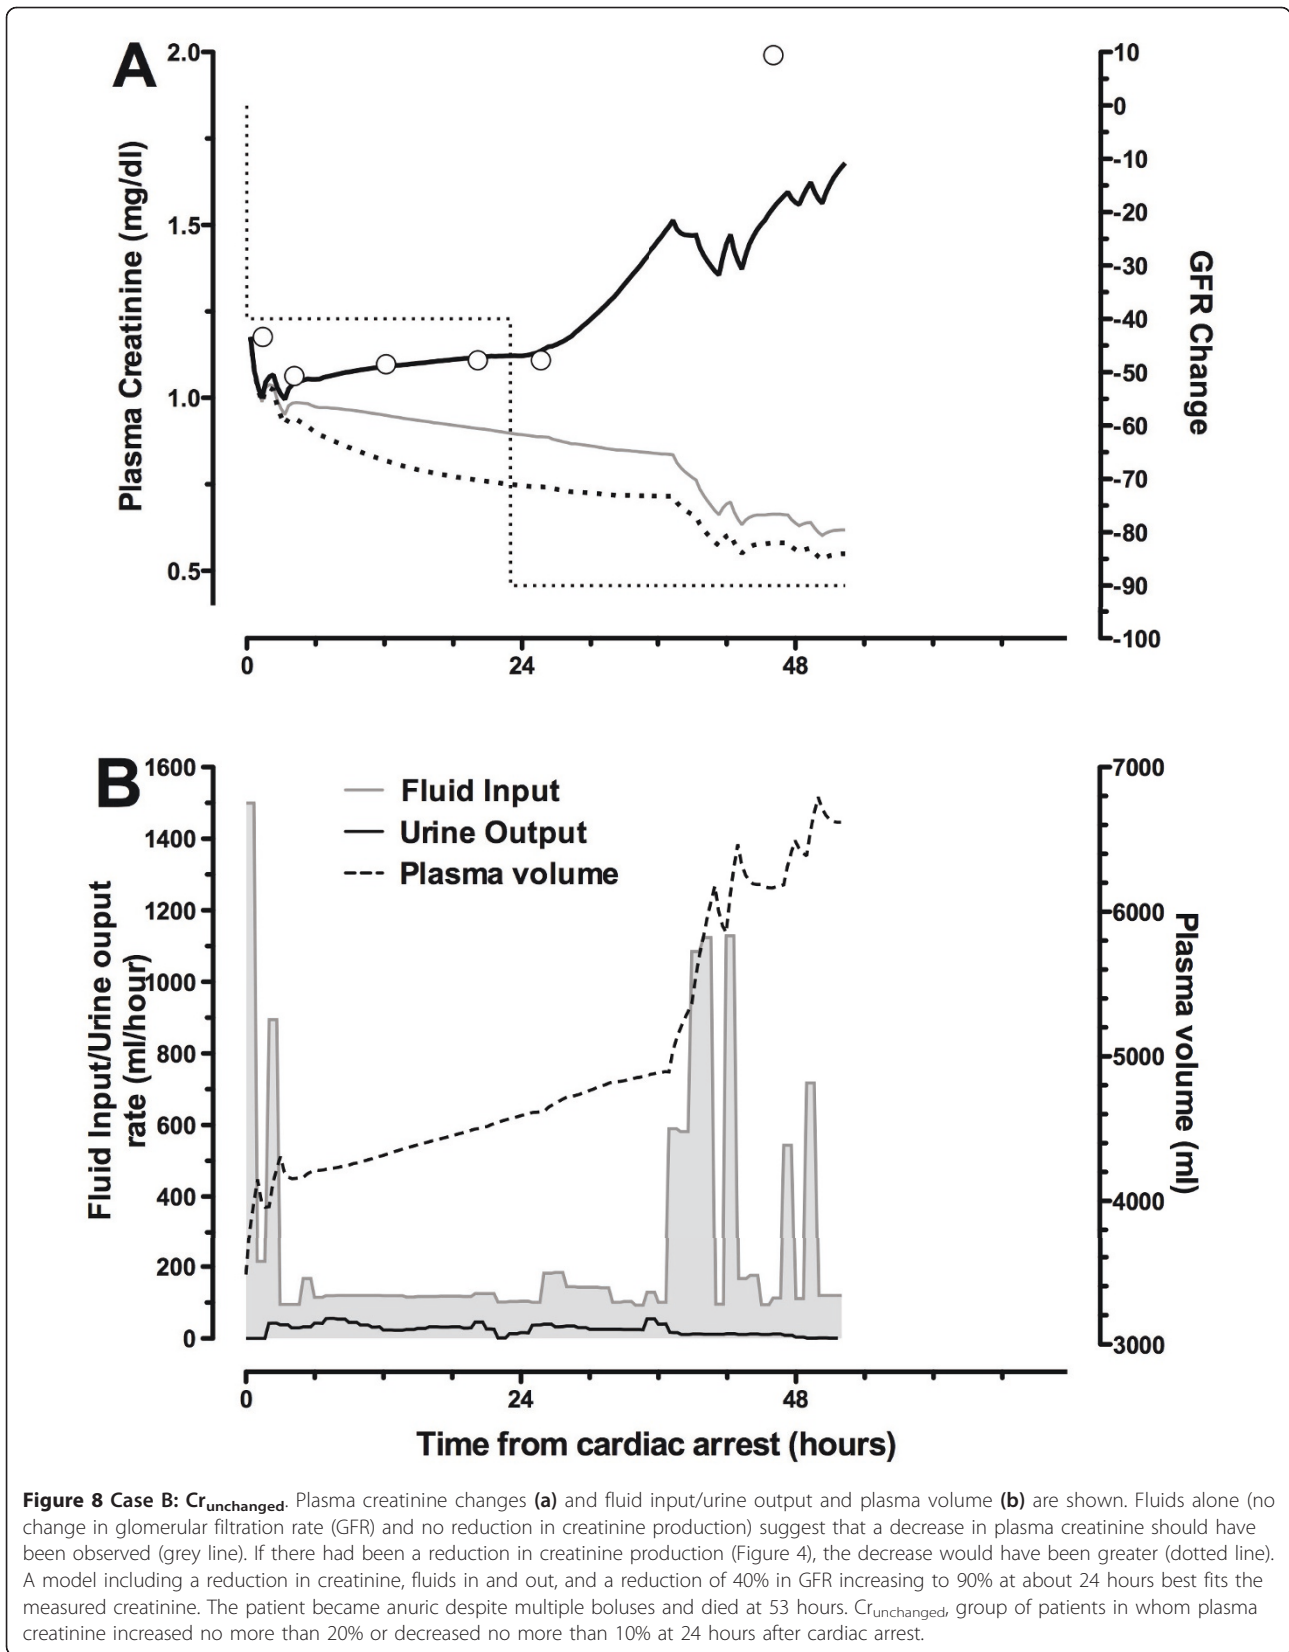 A
2.0
1.5
1.0
0.5
Plasma Creatinine (mg/dl)
10
0
-10
-20
-30
-40
-50
-60
-70
-80
-90
-100
GFR Change
0 24 48
B
1600
1400
1200
1000
800
600
400
200
0
Fluid Input/Urine ouput
rate (ml/hour)
Fluid Input
Urine Output
Plasma volume
7000
6000
5000
4000
3000
Plasma volume (ml)
0 24 48
Time from cardiac arrest (hours)
Figure 8 Case B: Crunchanged. Plasma creatinine changes (a) and fluid input/urine output and plasma volume (b) are shown. Fluids alone (no
change in glomerular filtration rate (GFR) and no reduction in creatinine production) suggest that a decrease in plasma creatinine should have
been observed (grey line). If there had been a reduction in creatinine production (Figure 4), the decrease would have been greater (dotted line).
A model including a reduction in creatinine, fluids in and out, and a reduction of 40% in GFR increasing to 90% at about 24 hours best fits the
measured creatinine. The patient became anuric despite multiple boluses and died at 53 hours. Crunchanged, group of patients in whom plasma
creatinine increased no more than 20% or decreased no more than 10% at 24 hours after cardiac arrest.